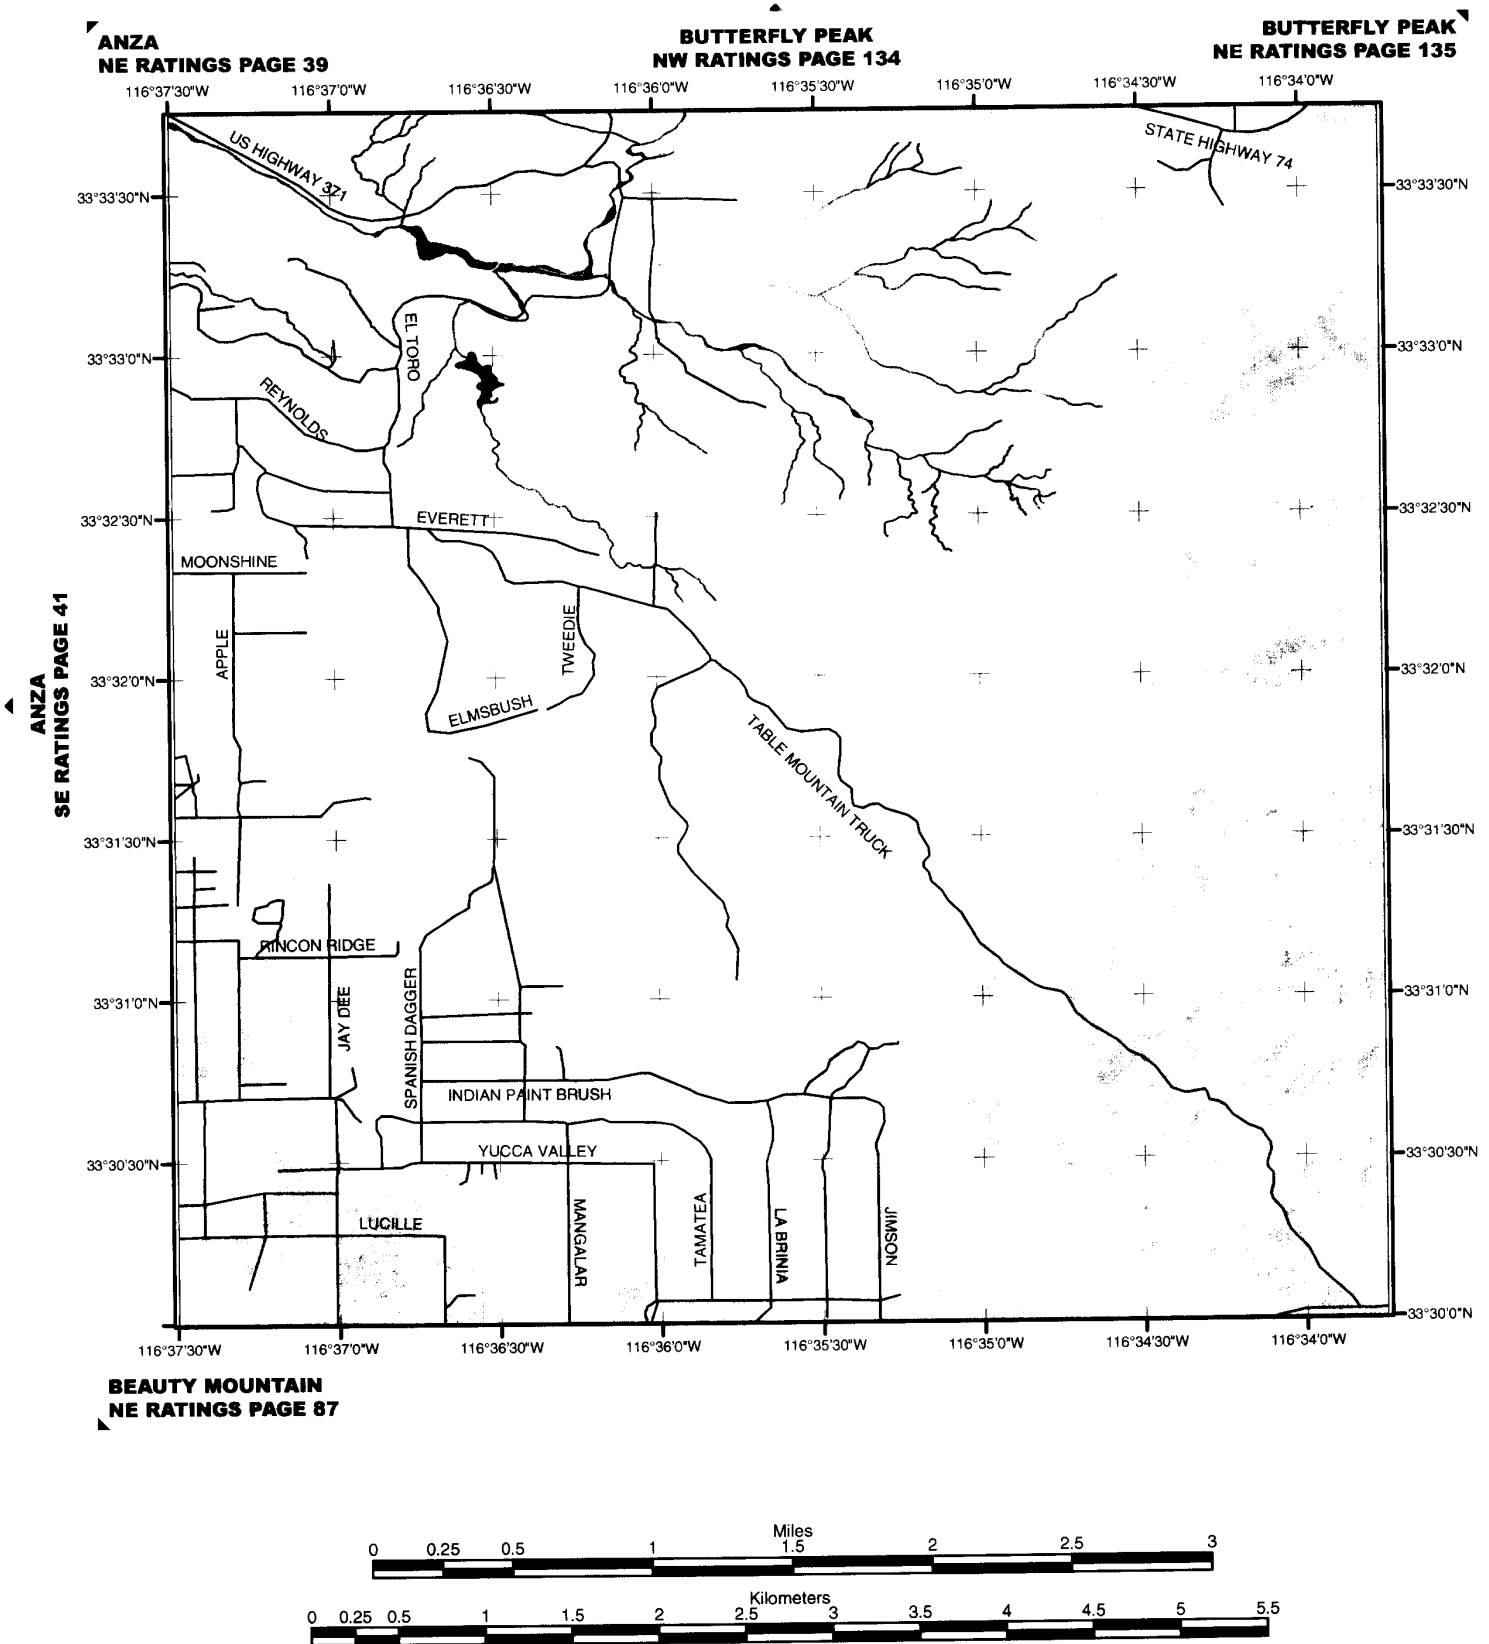 ANZA
NE RATINGS PAGE 39
BUTTERFLY PEAK
NW RATINGS PAGE 134
BUTTERFLY PEAK
NE RATINGS PAGE 135
116°37'30"W
116°37'0"W
116°36'30"W
116°36'0"W
116°35'30"W
116°35'0"W
116°34'30"W
116°34'0"W
US HIGHWAY 371
STATE HIGHWAY 74
33°33'30"N
33°33'30"N
EL TORO
33°33'0"N
33°33'0"N
REYNOLDS
33°32'30"N
EVERETT
33°32'30"N
MOONSHINE
ANZA
SE RATINGS PAGE 41
APPLE
TWEEDIE
33°32'0"N
33°32'0"N
ELMSBUSH
TABLE MOUNTAIN TRUCK
33°31'30"N
33°31'30"N
RINCON RIDGE
33°31'0"N
JAY DEE
SPANISH DAGGER
33°31'0"N
INDIAN PAINT BRUSH
YUCCA VALLEY
33°30'30"N
33°30'30"N
LUCILLE
MANGALAR
TAMATEA
LA BRINIA
JIMSON
33°30'0"N
116°37'30"W
116°37'0"W
116°36'30"W
116°36'0"W
116°35'30"W
116°35'0"W
116°34'30"W
116°34'0"W
BEAUTY MOUNTAIN
NE RATINGS PAGE 87
Miles
0 0.25 0.5 1 1.5 2 2.5 3
Kilometers
0 0.25 0.5 1 1.5 2 2.5 3 3.5 4 4.5 5 5.5